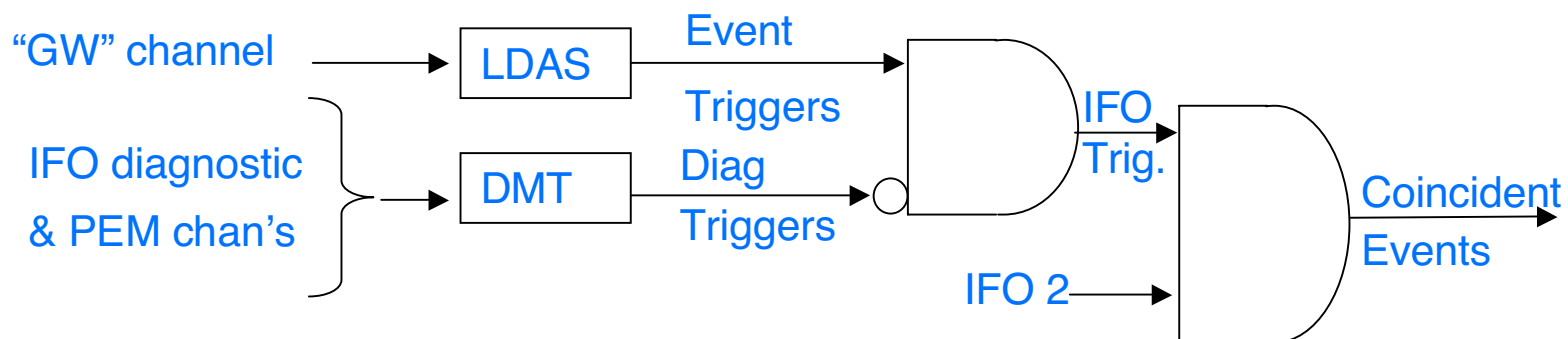 “GW” channel
LDAS
Event
Triggers
IFO diagnostic
& PEM chan’s
DMT
Diag
Triggers
IFO
Trig.
IFO 2
Coincident
Events